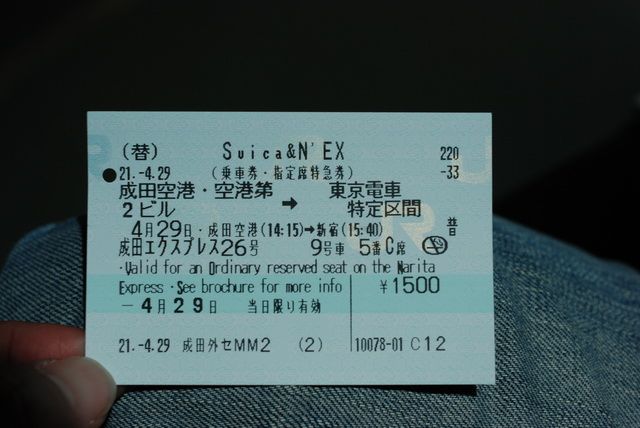 (替) Suica&N'EX 220
21.-4.29 (乗車券・指定席特急券) -33
成田空港・空港第 東京電車
2ビル → 特定区間
4月29日・成田空港(14:15)→新宿(15:40) 普
成田エクスプレス26号 9号車 5番C席
・Valid for an Ordinary reserved seat on the Narita
Express・See brochure for more info ¥1500
-4月29日 当日限り有効
21.-4.29 成田外セMM2 (2) 10078-01 C12